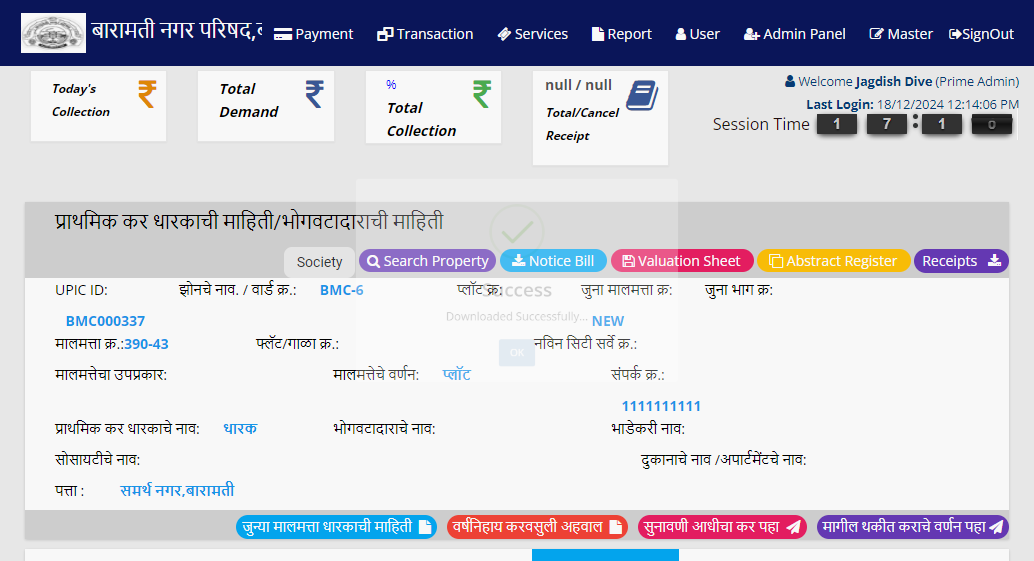 बारामती नगर परिषद,ब Payment Transaction Services Report User Admin Panel Master SignOut
Today's Collection
Total Demand
% Total Collection
null / null Total/Cancel Receipt
Welcome Jagdish Dive (Prime Admin)
Last Login: 18/12/2024 12:14:06 PM
Session Time 1 7 : 1 0
प्राथमिक कर धारकाची माहिती/भोगवटादाराची माहिती
Society Search Property Notice Bill Valuation Sheet Abstract Register Receipts
UPIC ID: झोनचे नाव. / वार्ड क्र.: BMC-6 प्लॉट क्र: जुना मालमत्ता क्र: जुना भाग क्र:
Success
Downloaded Successfully...
OK
BMC000337 NEW
मालमत्ता क्र.:390-43 फ्लॅट/गाळा क्र.: नविन सिटी सर्वे क्र.:
मालमत्तेचा उपप्रकार: मालमत्तेचे वर्णन: प्लॉट संपर्क क्र.:
1111111111
प्राथमिक कर धारकाचे नाव: धारक भोगवटादाराचे नाव: भाडेकरी नाव:
सोसायटीचे नाव: दुकानाचे नाव /अपार्टमेंटचे नाव:
पत्ता : समर्थ नगर,बारामती
जुन्या मालमत्ता धारकाची माहिती वर्षनिहाय करवसुली अहवाल सुनावणी आधीचा कर पहा मागील थकीत कराचे वर्णन पहा